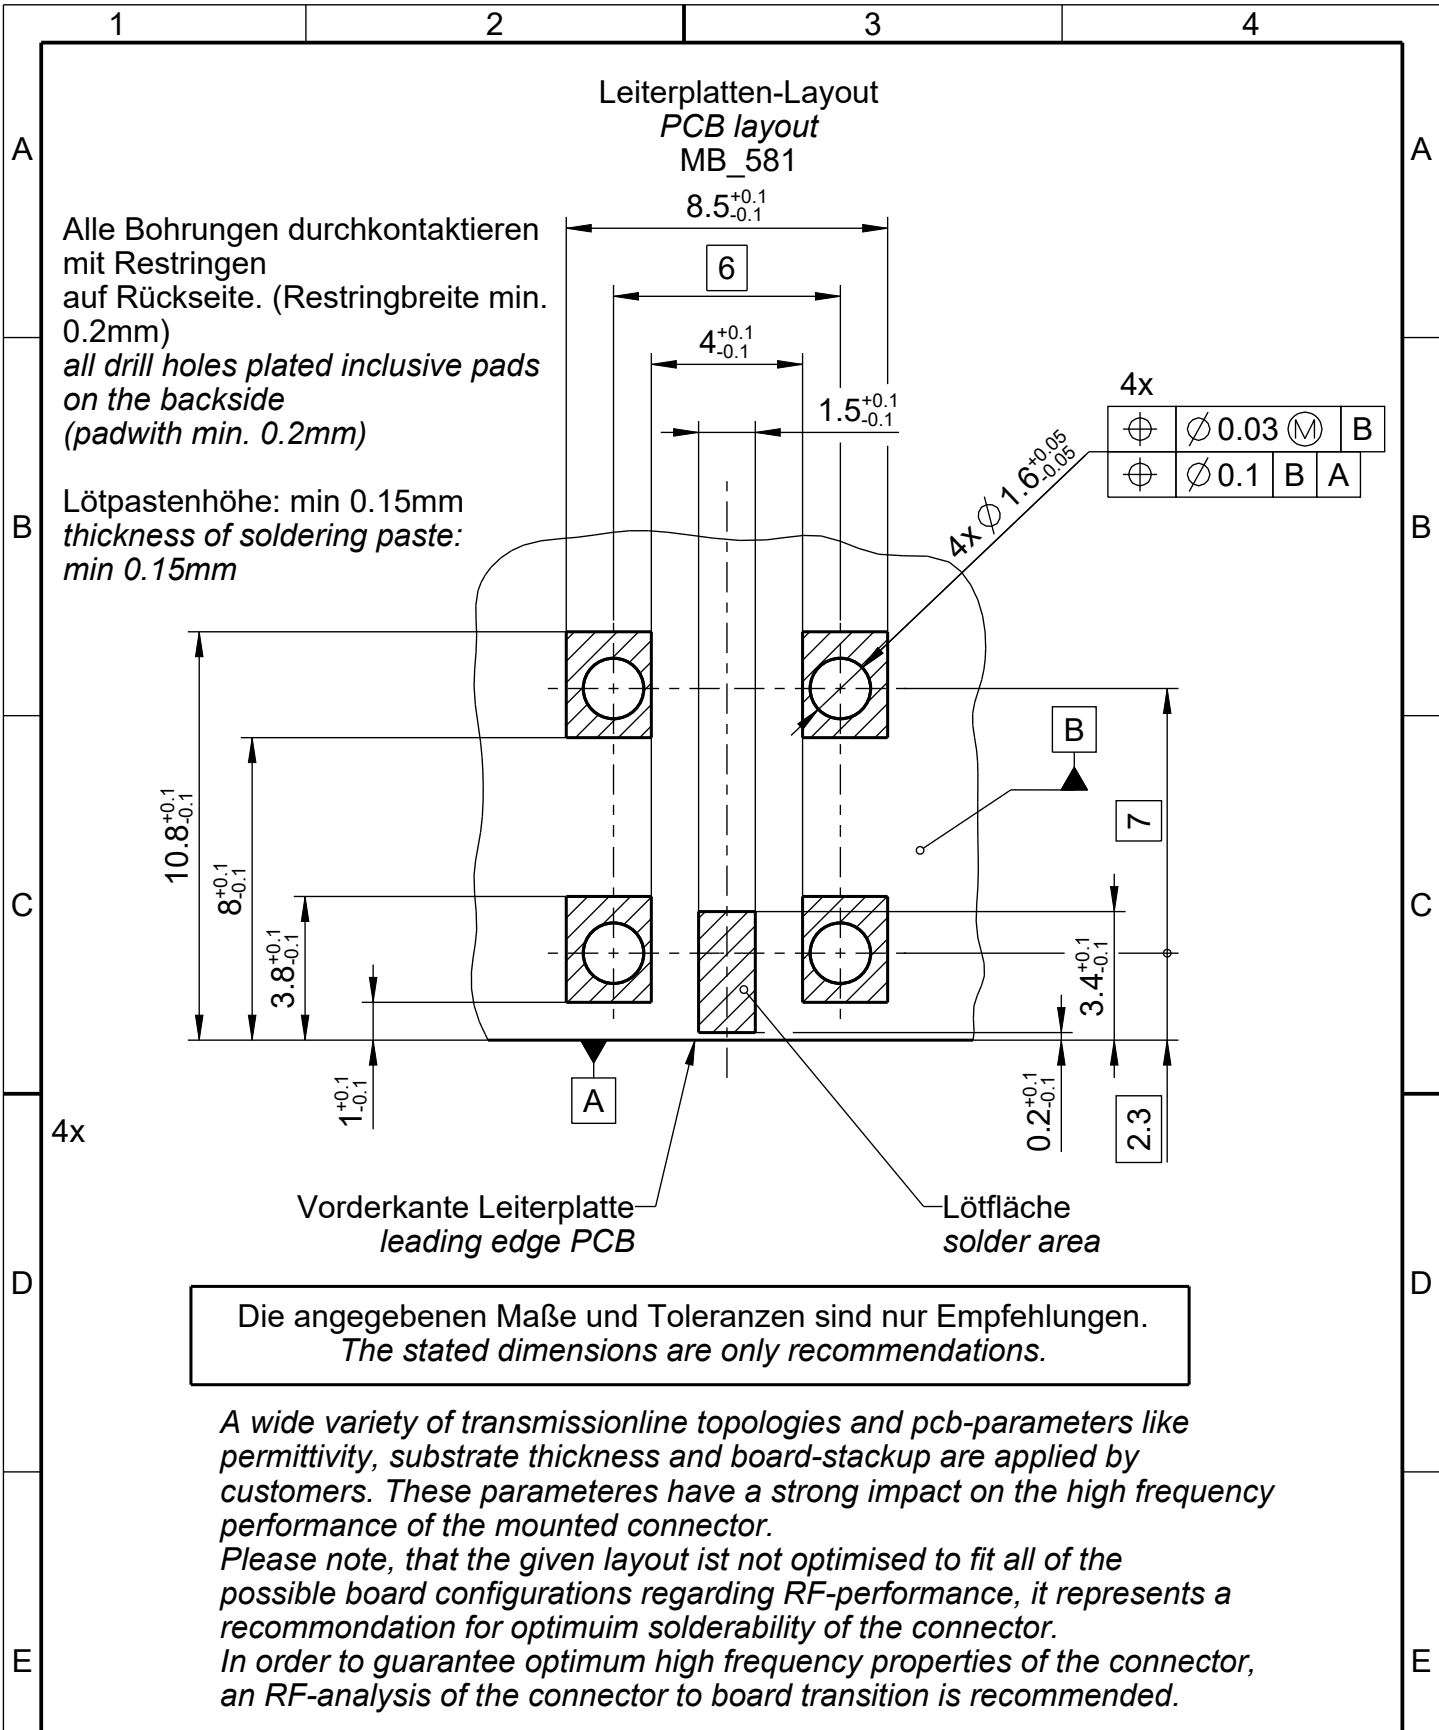 1 2 3 4
Leiterplatten-Layout
PCB layout
MB_581
A A
Alle Bohrungen durchkontaktieren
mit Restringen
auf Rückseite. (Restringbreite min.
0.2mm)
all drill holes plated inclusive pads
on the backside
(padwith min. 0.2mm)
Lötpastenhöhe: min 0.15mm
thickness of soldering paste:
min 0.15mm
B B
8.5 +0.1 -0.1
6
4 +0.1 -0.1
1.5 +0.1 -0.1
4x ⌀ 1.6 +0.05 -0.05
4x
⌖ ⌀ 0.03 Ⓜ B
⌖ ⌀ 0.1 B A
B
7
10.8 +0.1 -0.1
8 +0.1 -0.1
3.8 +0.1 -0.1
1 +0.1 -0.1
C C
3.4 +0.1 -0.1
0.2 +0.1 -0.1
2.3
A
4x
Vorderkante Leiterplatte
leading edge PCB
Lötfläche
solder area
D D
Die angegebenen Maße und Toleranzen sind nur Empfehlungen.
The stated dimensions are only recommendations.
A wide variety of transmissionline topologies and pcb-parameters like
permittivity, substrate thickness and board-stackup are applied by
customers. These parameteres have a strong impact on the high frequency
performance of the mounted connector.
Please note, that the given layout ist not optimised to fit all of the
possible board configurations regarding RF-performance, it represents a
recommondation for optimuim solderability of the connector.
In order to guarantee optimum high frequency properties of the connector,
an RF-analysis of the connector to board transition is recommended.
E E